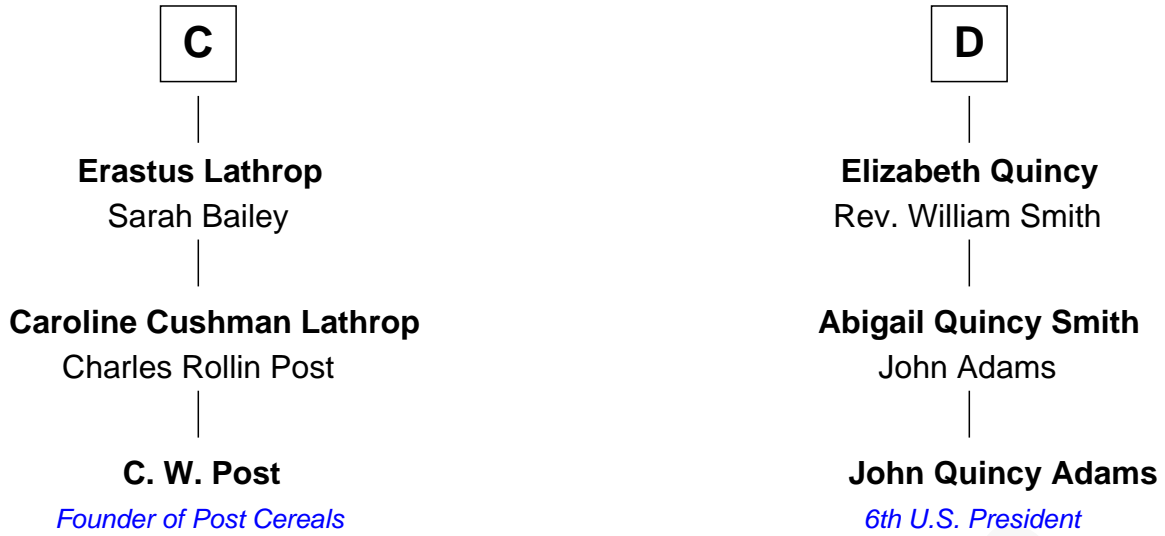 C
Erastus Lathrop
Sarah Bailey
Caroline Cushman Lathrop
Charles Rollin Post
C. W. Post
Founder of Post Cereals
D
Elizabeth Quincy
Rev. William Smith
Abigail Quincy Smith
John Adams
John Quincy Adams
6th U.S. President